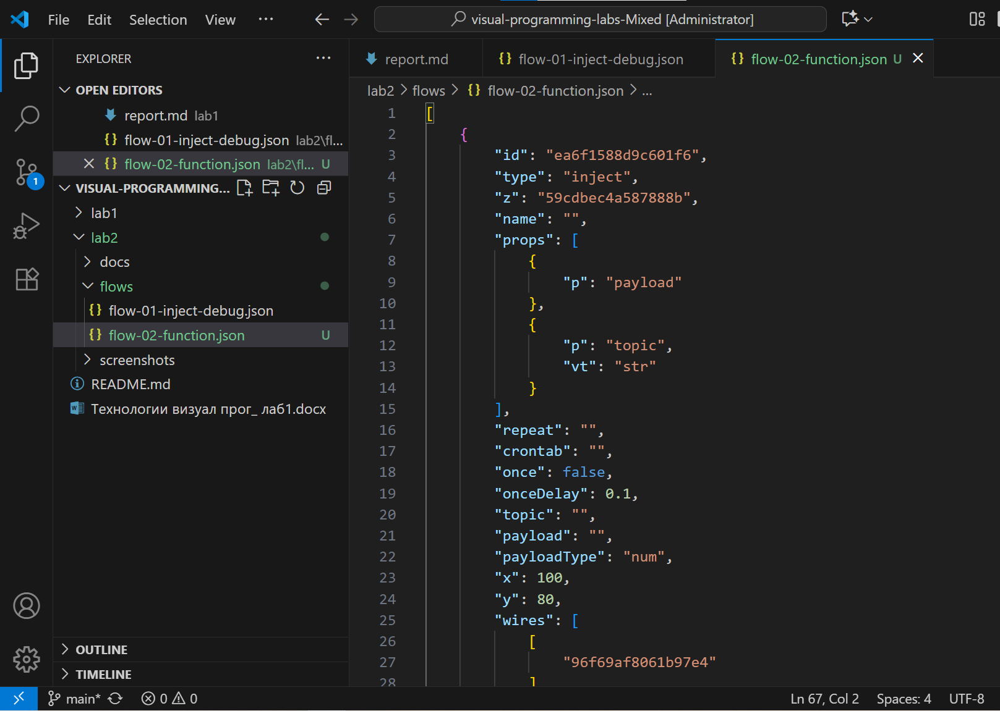 File Edit Selection View ···
visual-programming-labs-Mixed [Administrator]
EXPLORER
OPEN EDITORS
report.md lab1
flow-01-inject-debug.json lab2\fl...
flow-02-function.json lab2\fl... U
VISUAL-PROGRAMMING...
lab1
lab2
docs
flows
flow-01-inject-debug.json
flow-02-function.json U
screenshots
README.md
Технологии визуал прог_ лаб1.docx
OUTLINE
TIMELINE
1
report.md
flow-01-inject-debug.json
flow-02-function.json U
lab2 > flows > {} flow-02-function.json > ...
1 [
2 {
3 "id": "ea6f1588d9c601f6",
4 "type": "inject",
5 "z": "59cdbec4a587888b",
6 "name": "",
7 "props": [
8 {
9 "p": "payload"
10 },
11 {
12 "p": "topic",
13 "vt": "str"
14 }
15 ],
16 "repeat": "",
17 "crontab": "",
18 "once": false,
19 "onceDelay": 0.1,
20 "topic": "",
21 "payload": "",
22 "payloadType": "num",
23 "x": 100,
24 "y": 80,
25 "wires": [
26 [
27 "96f69af8061b97e4"
28 ]
main* 0 0
Ln 67, Col 2 Spaces: 4 UTF-8